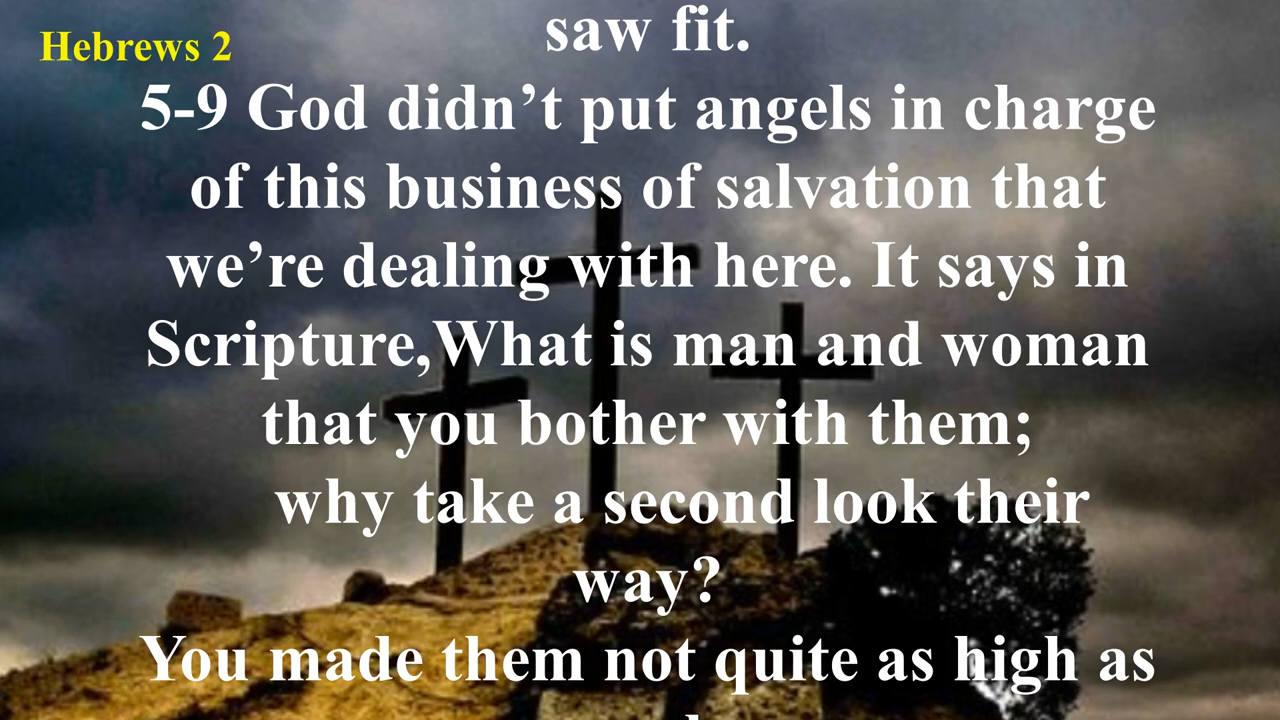 Hebrews 2
saw fit.
5-9 God didn’t put angels in charge
of this business of salvation that
we’re dealing with here. It says in
Scripture,What is man and woman
that you bother with them;
why take a second look their
way?
You made them not quite as high as